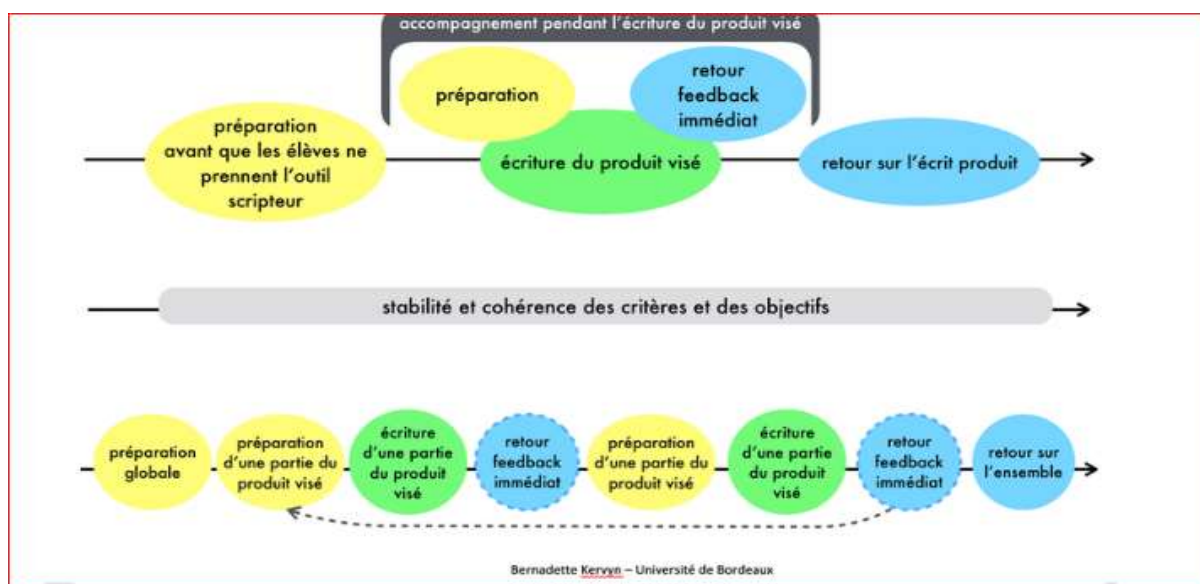 accompagnement pendant l'écriture du produit visé
préparation
retour
feedback
immédiat
préparation
avant que les élèves ne
prennent l'outil
scripteur
écriture du produit visé
retour sur l'écrit produit
stabilité et cohérence des critères et des objectifs
préparation
globale
préparation
d'une partie du
produit visé
écriture
d'une partie
du produit
visé
retour
feedback
immédiat
préparation
d'une partie du
produit visé
écriture
d'une partie
du produit
visé
retour
feedback
immédiat
retour sur
l'ensemble
Bernadette Kervyn – Université de Bordeaux